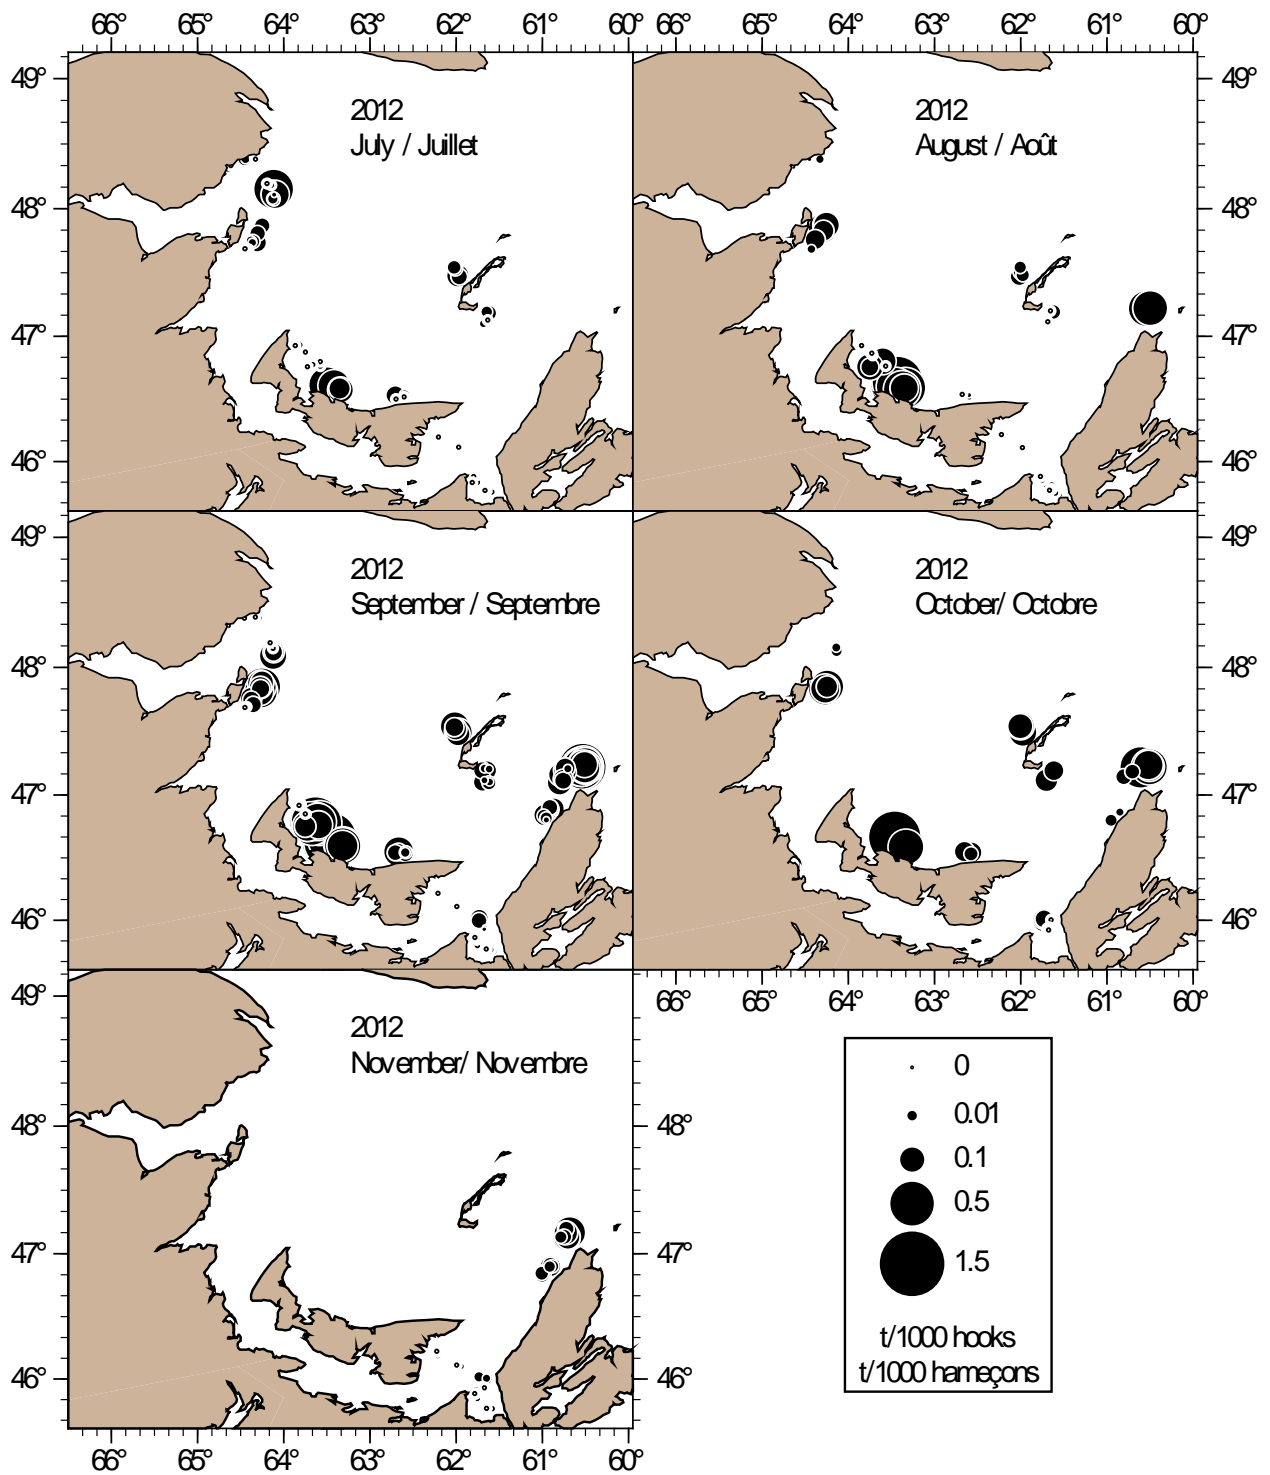 66° 65° 64° 63° 62° 61° 60° 66° 65° 64° 63° 62° 61° 60°
49° 49°
2012
July / Juillet
2012
August / Août
48° 48°
47° 47°
46° 46°
49° 49°
2012
September / Septembre
2012
October/ Octobre
48° 48°
47° 47°
46° 46°
66° 65° 64° 63° 62° 61° 60°
49°
2012
November/ Novembre
48° 48°
47° 47°
46° 46°
66° 65° 64° 63° 62° 61° 60°
0
0.01
0.1
0.5
1.5
t/1000 hooks
t/1000 hameçons